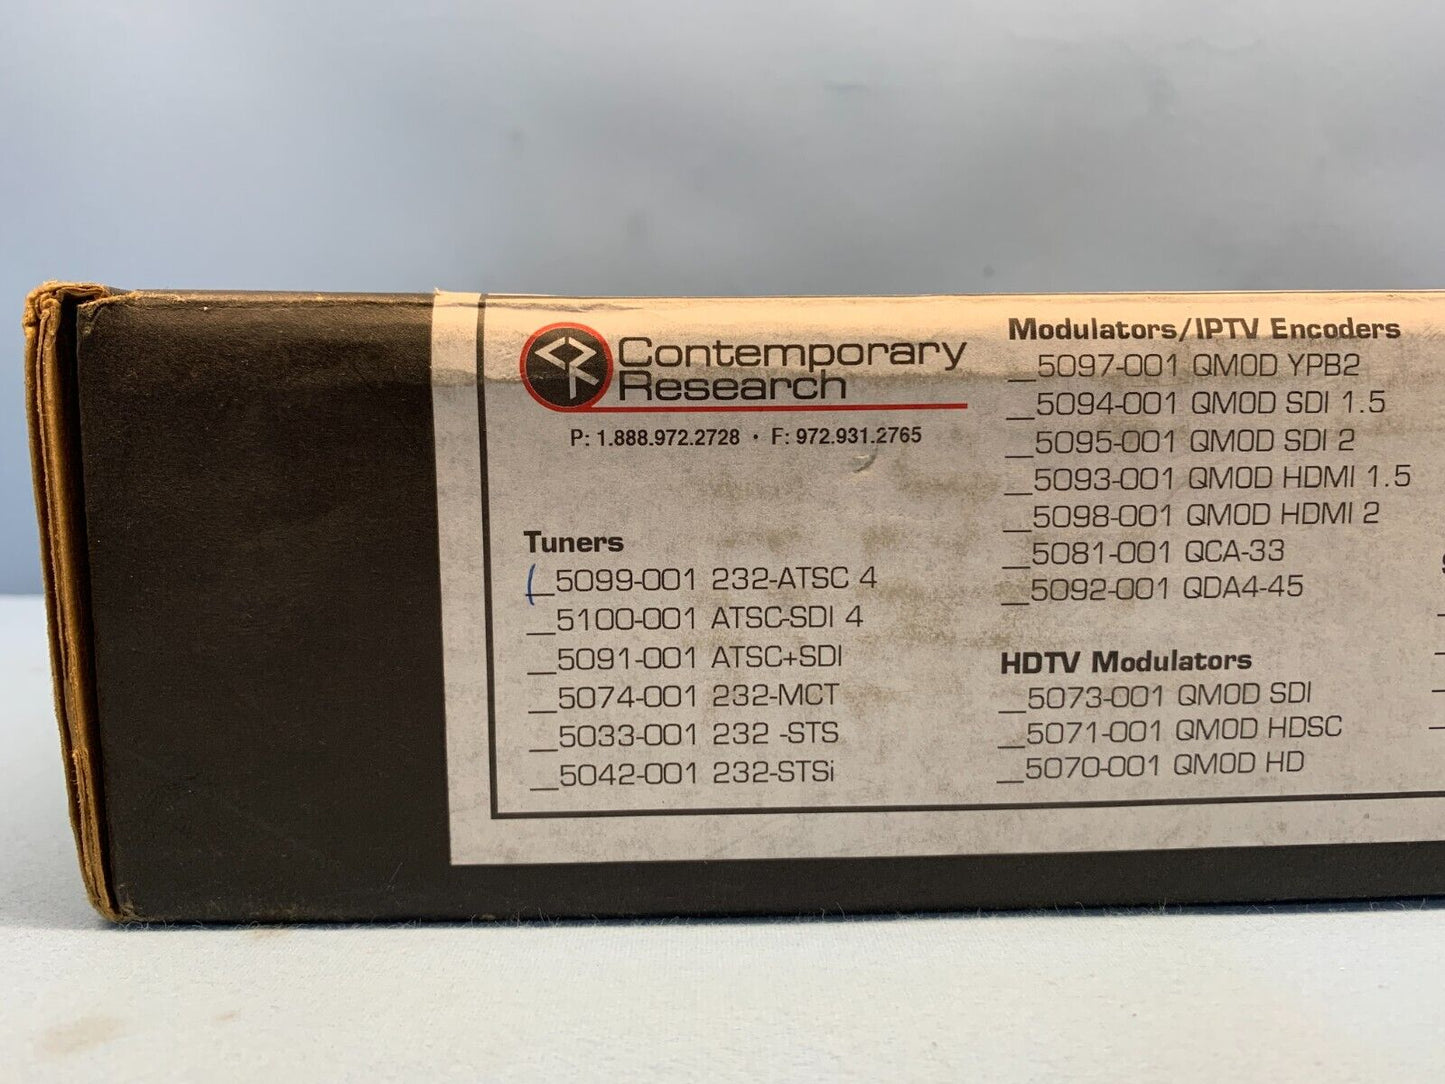 Contemporary
Research
P: 1.888.972.2728 • F: 972.931.2765
Tuners
__5099-001 232-ATSC 4
__5100-001 ATSC-SDI 4
__5091-001 ATSC+SDI
__5074-001 232-MCT
__5033-001 232 -STS
__5042-001 232-STSi
Modulators/IPTV Encoders
__5097-001 QMOD YPB2
__5094-001 QMOD SDI 1.5
__5095-001 QMOD SDI 2
__5093-001 QMOD HDMI 1.5
__5098-001 QMOD HDMI 2
__5081-001 QCA-33
__5092-001 QDA4-45
HDTV Modulators
__5073-001 QMOD SDI
__5071-001 QMOD HDSC
__5070-001 QMOD HD